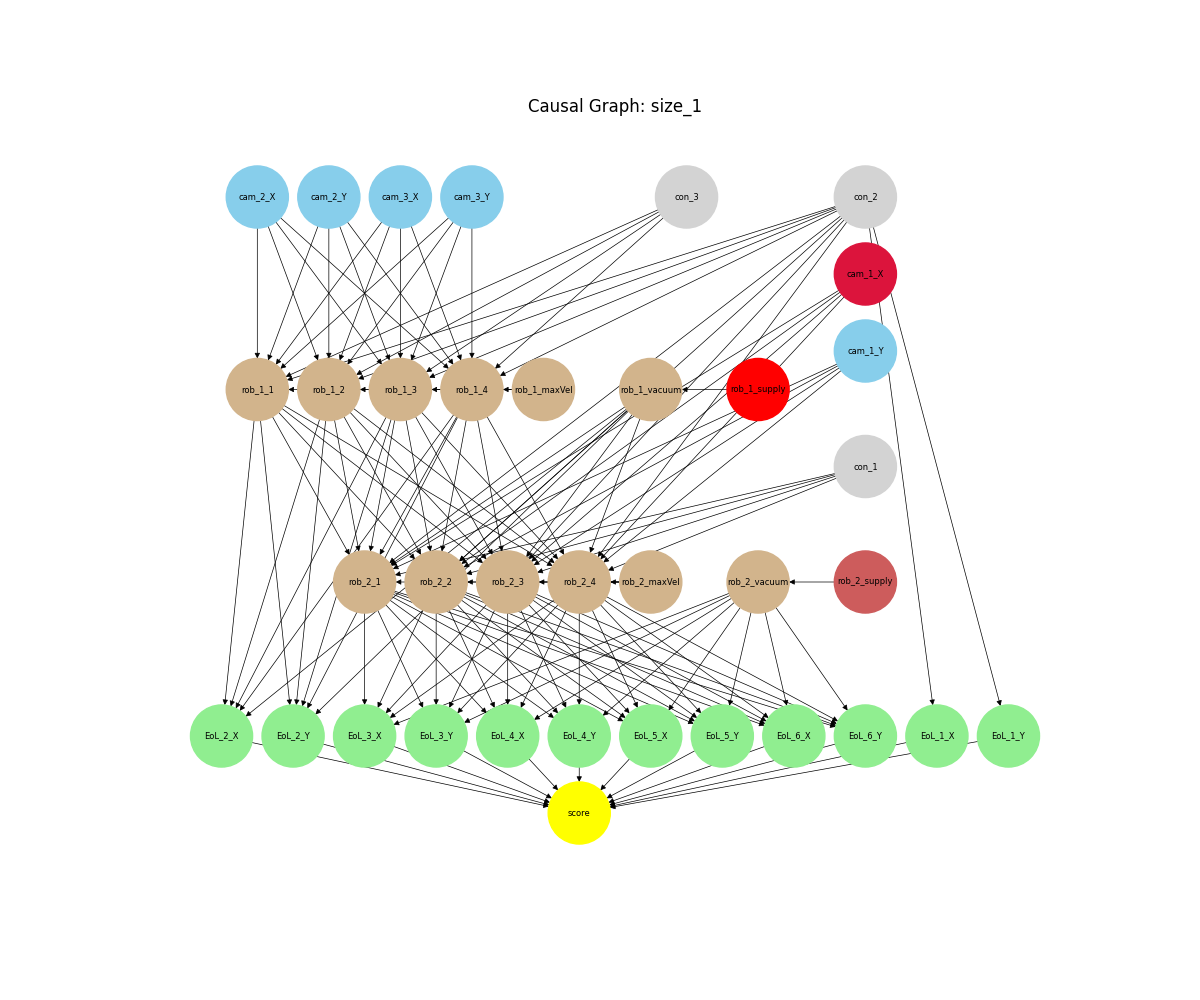 Causal Graph: size_1
cam_2_X
cam_2_Y
cam_3_X
cam_3_Y
con_3
con_2
cam_1_X
cam_1_Y
rob_1_1
rob_1_2
rob_1_3
rob_1_4
rob_1_maxVel
rob_1_vacuum
rob_1_supply
con_1
rob_2_1
rob_2_2
rob_2_3
rob_2_4
rob_2_maxVel
rob_2_vacuum
rob_2_supply
EoL_2_X
EoL_2_Y
EoL_3_X
EoL_3_Y
EoL_4_X
EoL_4_Y
EoL_5_X
EoL_5_Y
EoL_6_X
EoL_6_Y
EoL_1_X
EoL_1_Y
score